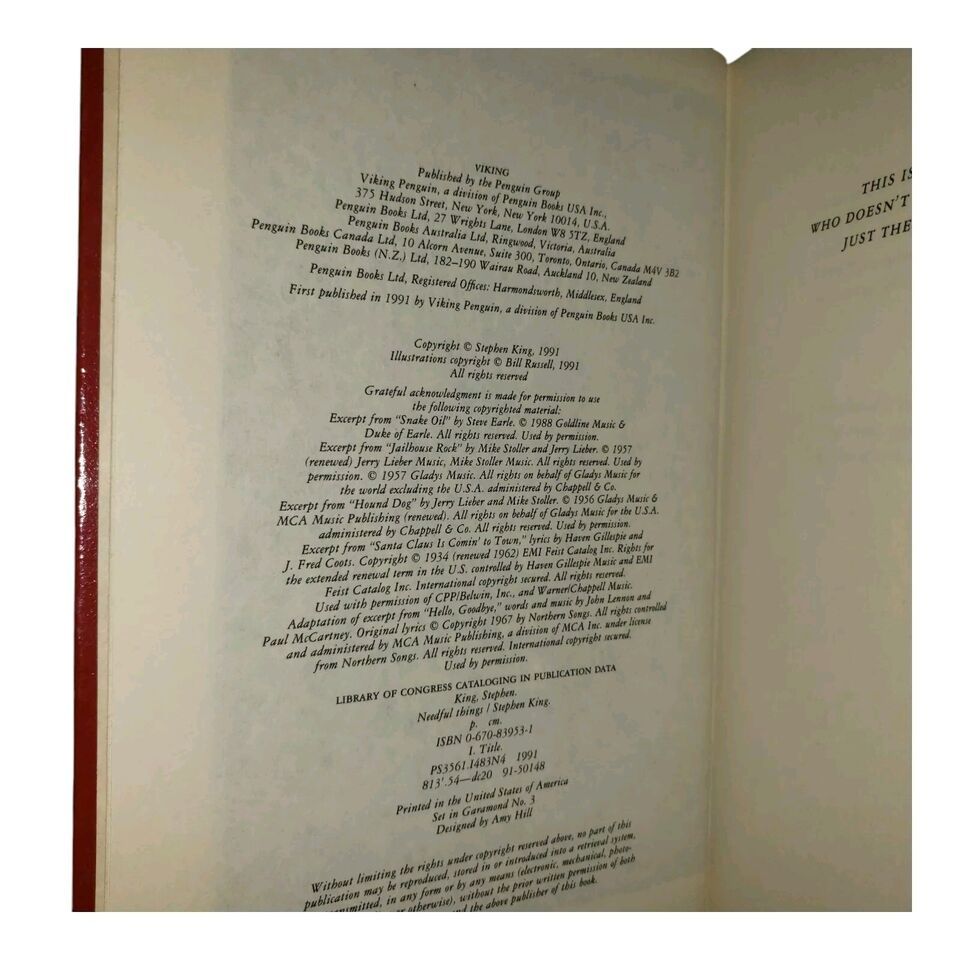 VIKING
Published by the Penguin Group
Viking Penguin, a division of Penguin Books USA Inc.,
375 Hudson Street, New York, New York 10014, U.S.A.
Penguin Books Ltd, 27 Wrights Lane, London W8 5TZ, England
Penguin Books Australia Ltd, Ringwood, Victoria, Australia
Penguin Books Canada Ltd, 10 Alcorn Avenue, Suite 300, Toronto, Ontario, Canada M4V 3B2
Penguin Books (N.Z.) Ltd, 182–190 Wairau Road, Auckland 10, New Zealand
Penguin Books Ltd, Registered Offices: Harmondsworth, Middlesex, England
First published in 1991 by Viking Penguin, a division of Penguin Books USA Inc.
Copyright © Stephen King, 1991
Illustrations copyright © Bill Russell, 1991
All rights reserved
Grateful acknowledgment is made for permission to use
the following copyrighted material:
Excerpt from "Snake Oil" by Steve Earle. © 1988 Goldline Music &
Duke of Earle. All rights reserved. Used by permission.
Excerpt from "Jailhouse Rock" by Mike Stoller and Jerry Lieber. © 1957
(renewed) Jerry Lieber Music, Mike Stoller Music. All rights reserved. Used by
permission. © 1957 Gladys Music. All rights on behalf of Gladys Music for
the world excluding the U.S.A. administered by Chappell & Co.
Excerpt from "Hound Dog" by Jerry Lieber and Mike Stoller. © 1956 Gladys Music &
MCA Music Publishing (renewed). All rights on behalf of Gladys Music for the U.S.A.
administered by Chappell & Co. All rights reserved. Used by permission.
Excerpt from "Santa Claus Is Comin' to Town," lyrics by Haven Gillespie and
J. Fred Coots. Copyright © 1934 (renewed 1962) EMI Feist Catalog Inc. Rights for
the extended renewal term in the U.S. controlled by Haven Gillespie Music and EMI
Feist Catalog Inc. International copyright secured. All rights reserved.
Used with permission of CPP/Belwin, Inc., and Warner/Chappell Music.
Adaptation of excerpt from "Hello, Goodbye," words and music by John Lennon and
Paul McCartney. Original lyrics © Copyright 1967 by Northern Songs. All rights controlled
and administered by MCA Music Publishing, a division of MCA Inc. under license
from Northern Songs. All rights reserved. International copyright secured.
Used by permission.
LIBRARY OF CONGRESS CATALOGING IN PUBLICATION DATA
King, Stephen.
Needful things / Stephen King.
p. cm.
ISBN 0-670-83953-1
I. Title.
PS3561.I483N4 1991
813'.54—dc20 91-50148
Printed in the United States of America
Set in Garamond No. 3
Designed by Amy Hill
Without limiting the rights under copyright reserved above, no part of this
publication may be reproduced, stored in or introduced into a retrieval system,
transmitted, in any form or by any means (electronic, mechanical, photo-
or otherwise), without the prior written permission of both
and the above publisher of this book.
THIS IS
WHO DOESN'T
JUST THE